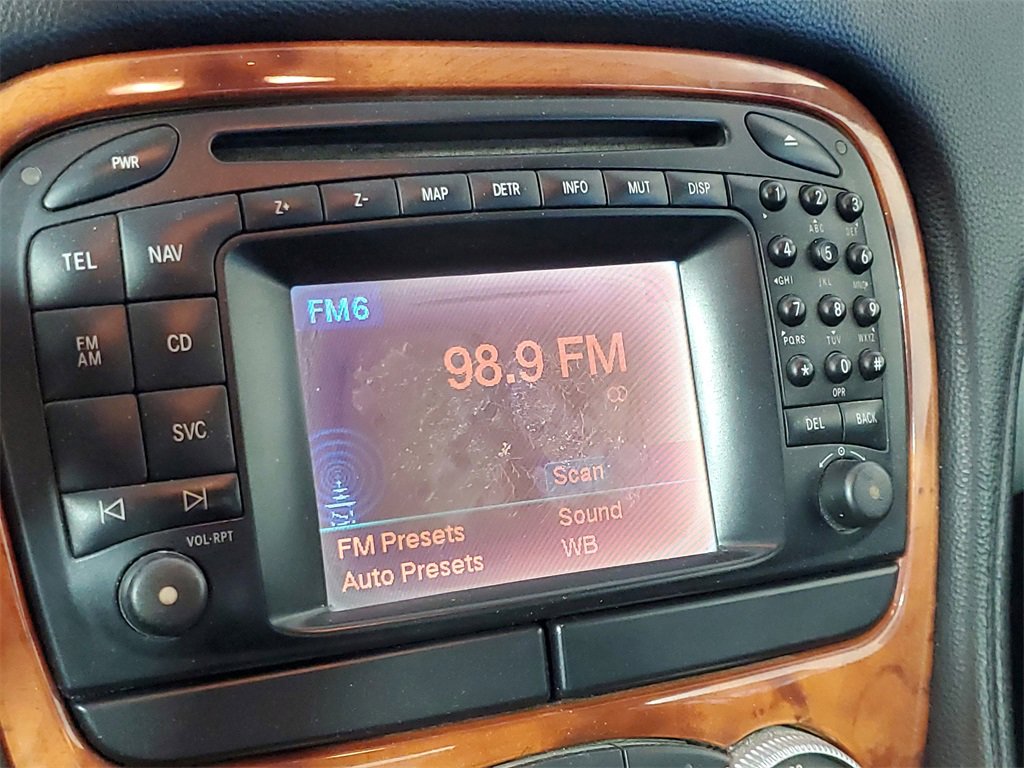 PWR
Z+ Z- MAP DETR INFO MUT DISP
TEL NAV
FM
AM
CD
SVC
VOL·RPT
FM6
98.9 FM
Scan
FM Presets Sound
Auto Presets WB
1 2 3
ABC DEF
4 5 6
GHI JKL MNO
7 8 9
PQRS TUV WXYZ
* 0 #
OPR
DEL BACK